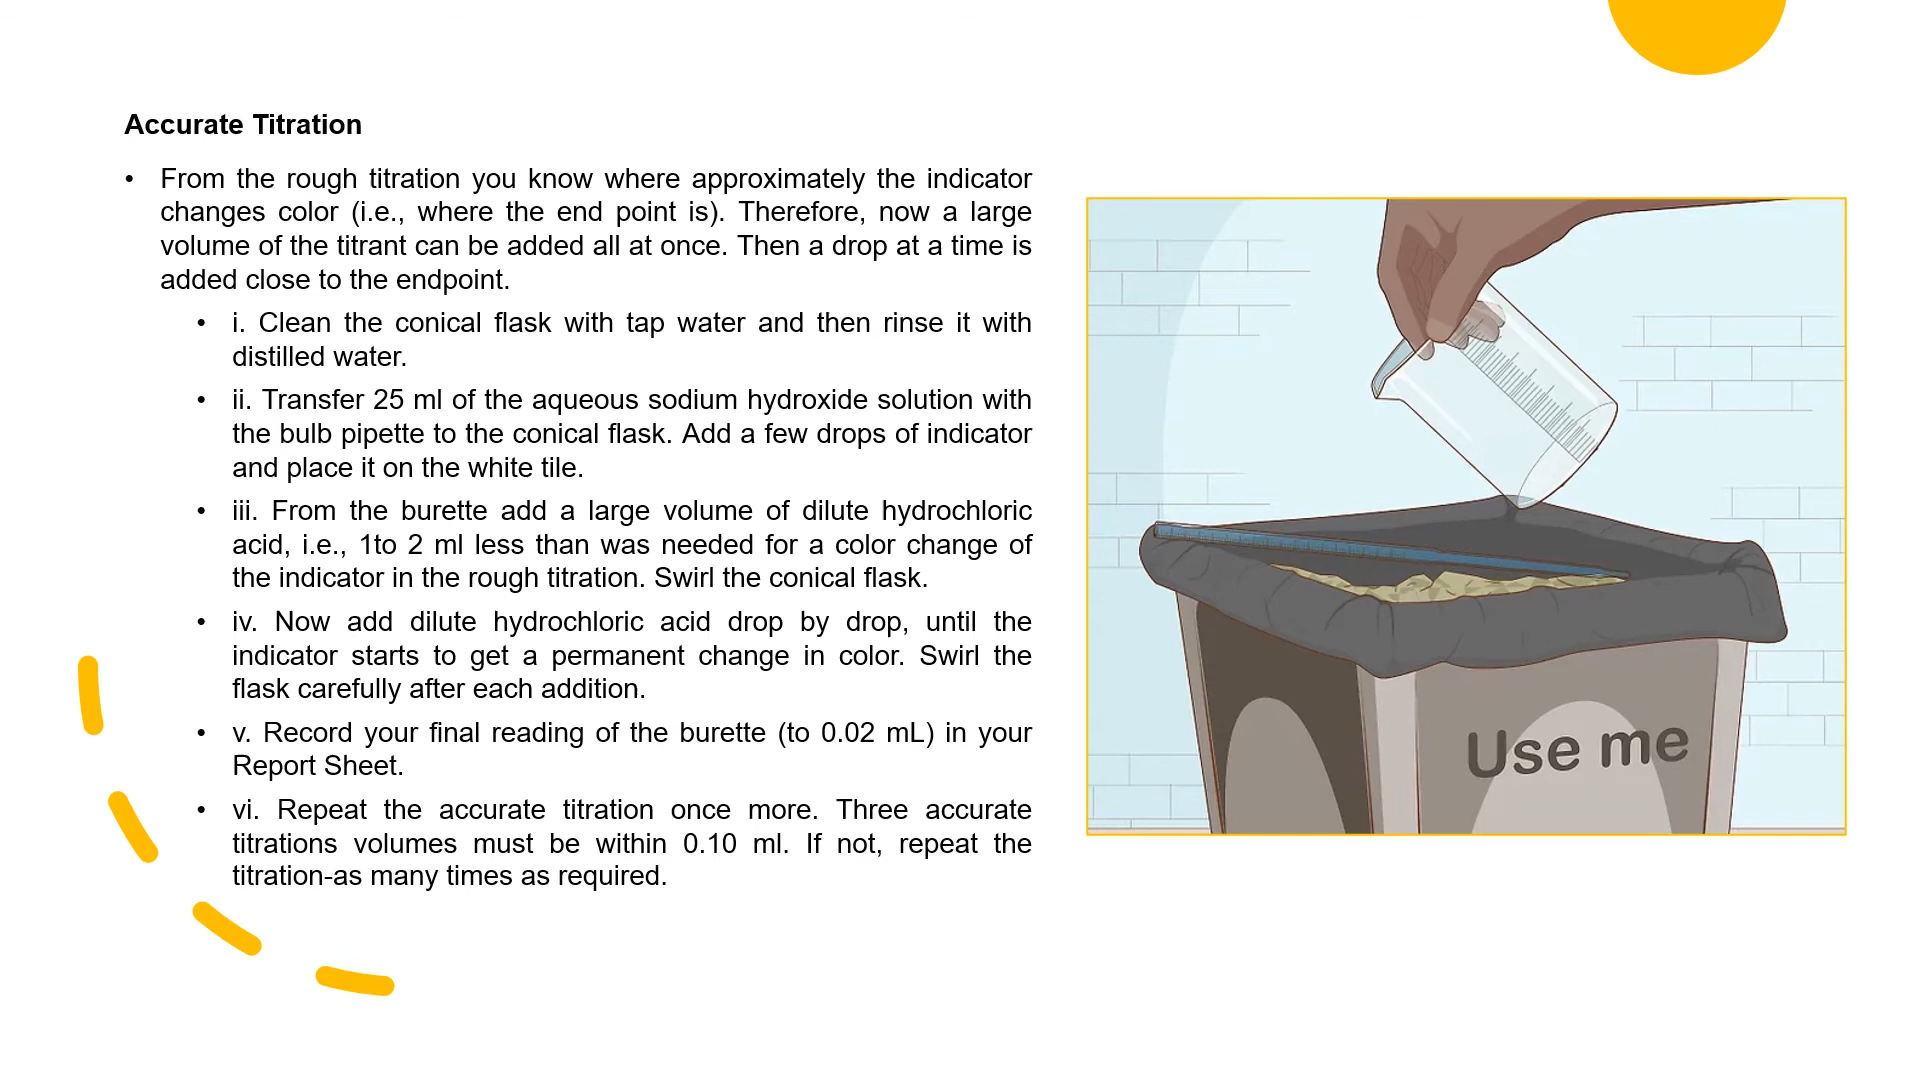 Accurate Titration
• From the rough titration you know where approximately the indicator
changes color (i.e., where the end point is). Therefore, now a large
volume of the titrant can be added all at once. Then a drop at a time is
added close to the endpoint.
• i. Clean the conical flask with tap water and then rinse it with
distilled water.
• ii. Transfer 25 ml of the aqueous sodium hydroxide solution with
the bulb pipette to the conical flask. Add a few drops of indicator
and place it on the white tile.
• iii. From the burette add a large volume of dilute hydrochloric
acid, i.e., 1to 2 ml less than was needed for a color change of
the indicator in the rough titration. Swirl the conical flask.
• iv. Now add dilute hydrochloric acid drop by drop, until the
indicator starts to get a permanent change in color. Swirl the
flask carefully after each addition.
• v. Record your final reading of the burette (to 0.02 mL) in your
Report Sheet.
• vi. Repeat the accurate titration once more. Three accurate
titrations volumes must be within 0.10 ml. If not, repeat the
titration-as many times as required.
Use me